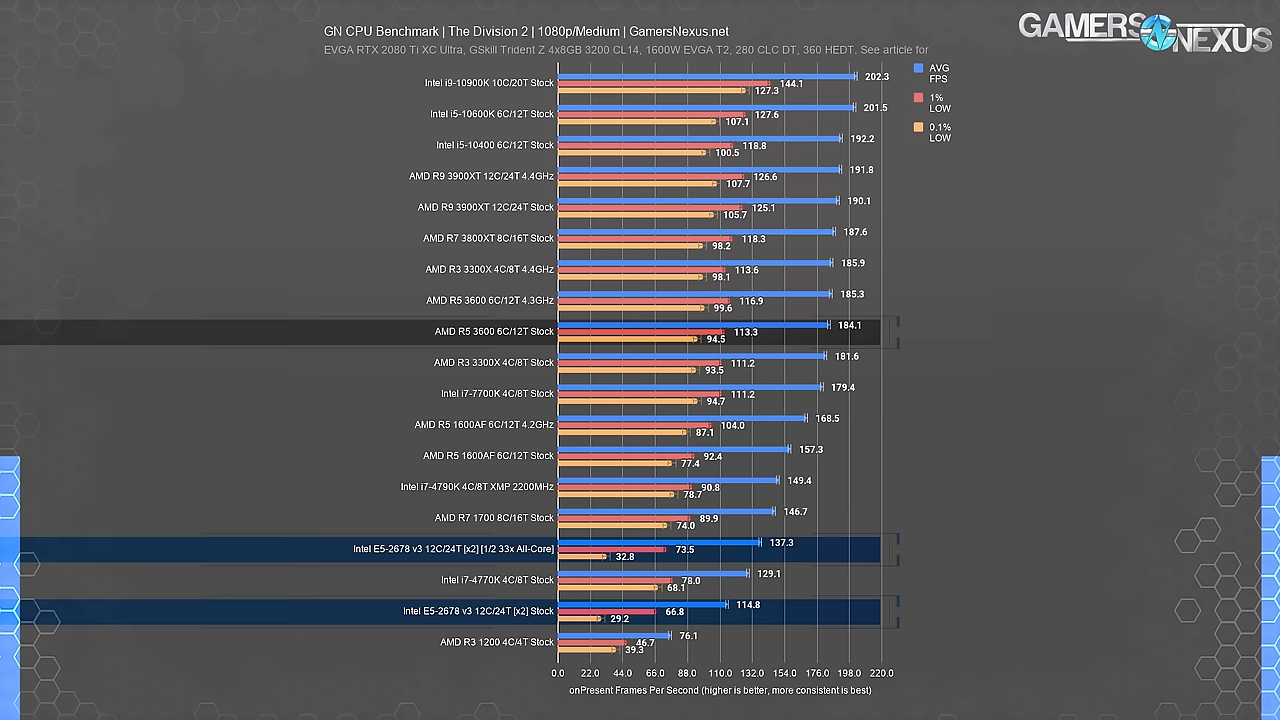 GN CPU Benchmark | The Division 2 | 1080p/Medium | GamersNexus.net
EVGA RTX 2080 Ti XC Ultra, GSkill Trident Z 4x8GB 3200 CL14, 1600W EVGA T2, 280 CLC DT, 360 HEDT. See article for
GAMERS NEXUS
AVG FPS
1% LOW
0.1% LOW
Intel i9-10900K 10C/20T Stock 202.3 144.1 127.3
Intel i5-10600K 6C/12T Stock 201.5 127.6 107.1
Intel i5-10400 6C/12T Stock 192.2 118.8 100.5
AMD R9 3900XT 12C/24T 4.4GHz 191.8 126.6 107.7
AMD R9 3900XT 12C/24T Stock 190.1 125.1 105.7
AMD R7 3800XT 8C/16T Stock 187.6 118.3 98.2
AMD R3 3300X 4C/8T 4.4GHz 185.9 113.6 98.1
AMD R5 3600 6C/12T 4.3GHz 185.3 116.9 99.6
AMD R5 3600 6C/12T Stock 184.1 113.3 94.5
AMD R3 3300X 4C/8T Stock 181.6 111.2 93.5
Intel i7-7700K 4C/8T Stock 179.4 111.2 94.7
AMD R5 1600AF 6C/12T 4.2GHz 168.5 104.0 87.1
AMD R5 1600AF 6C/12T Stock 157.3 92.4 77.4
Intel i7-4790K 4C/8T XMP 2200MHz 149.4 90.8 78.7
AMD R7 1700 8C/16T Stock 146.7 89.9 74.0
Intel E5-2678 v3 12C/24T [x2] [1/2 33x All-Core] 137.3 73.5 32.8
Intel i7-4770K 4C/8T Stock 129.1 78.0 68.1
Intel E5-2678 v3 12C/24T [x2] Stock 114.8 66.8 29.2
AMD R3 1200 4C/4T Stock 76.1 46.7 39.3
0.0 22.0 44.0 66.0 88.0 110.0 132.0 154.0 176.0 198.0 220.0
onPresent Frames Per Second (higher is better, more consistent is best)